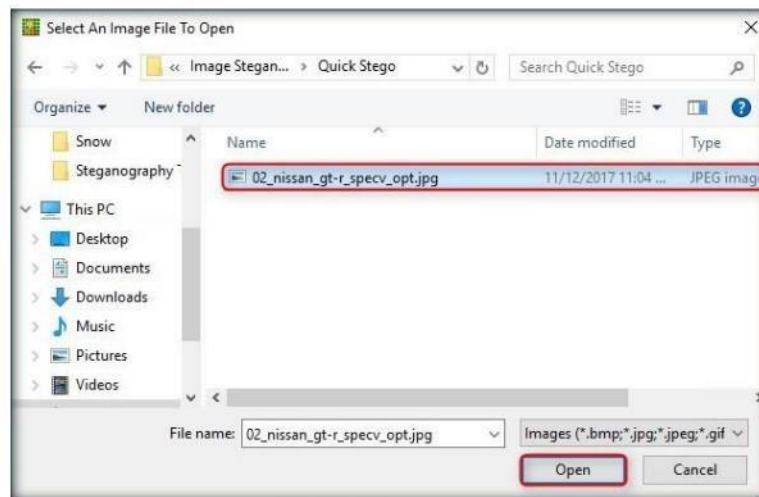 Select An Image File To Open
« Image Stegan... › Quick Stego
Search Quick Stego
Organize
New folder
Name
Date modified
Type
Snow
Steganography
02_nissan_gt-r_specv_opt.jpg
11/12/2017 11:04 ...
JPEG imag
This PC
Desktop
Documents
Downloads
Music
Pictures
Videos
File name: 02_nissan_gt-r_specv_opt.jpg
Images (*.bmp;*.jpg;*.jpeg;*.gif
Open
Cancel